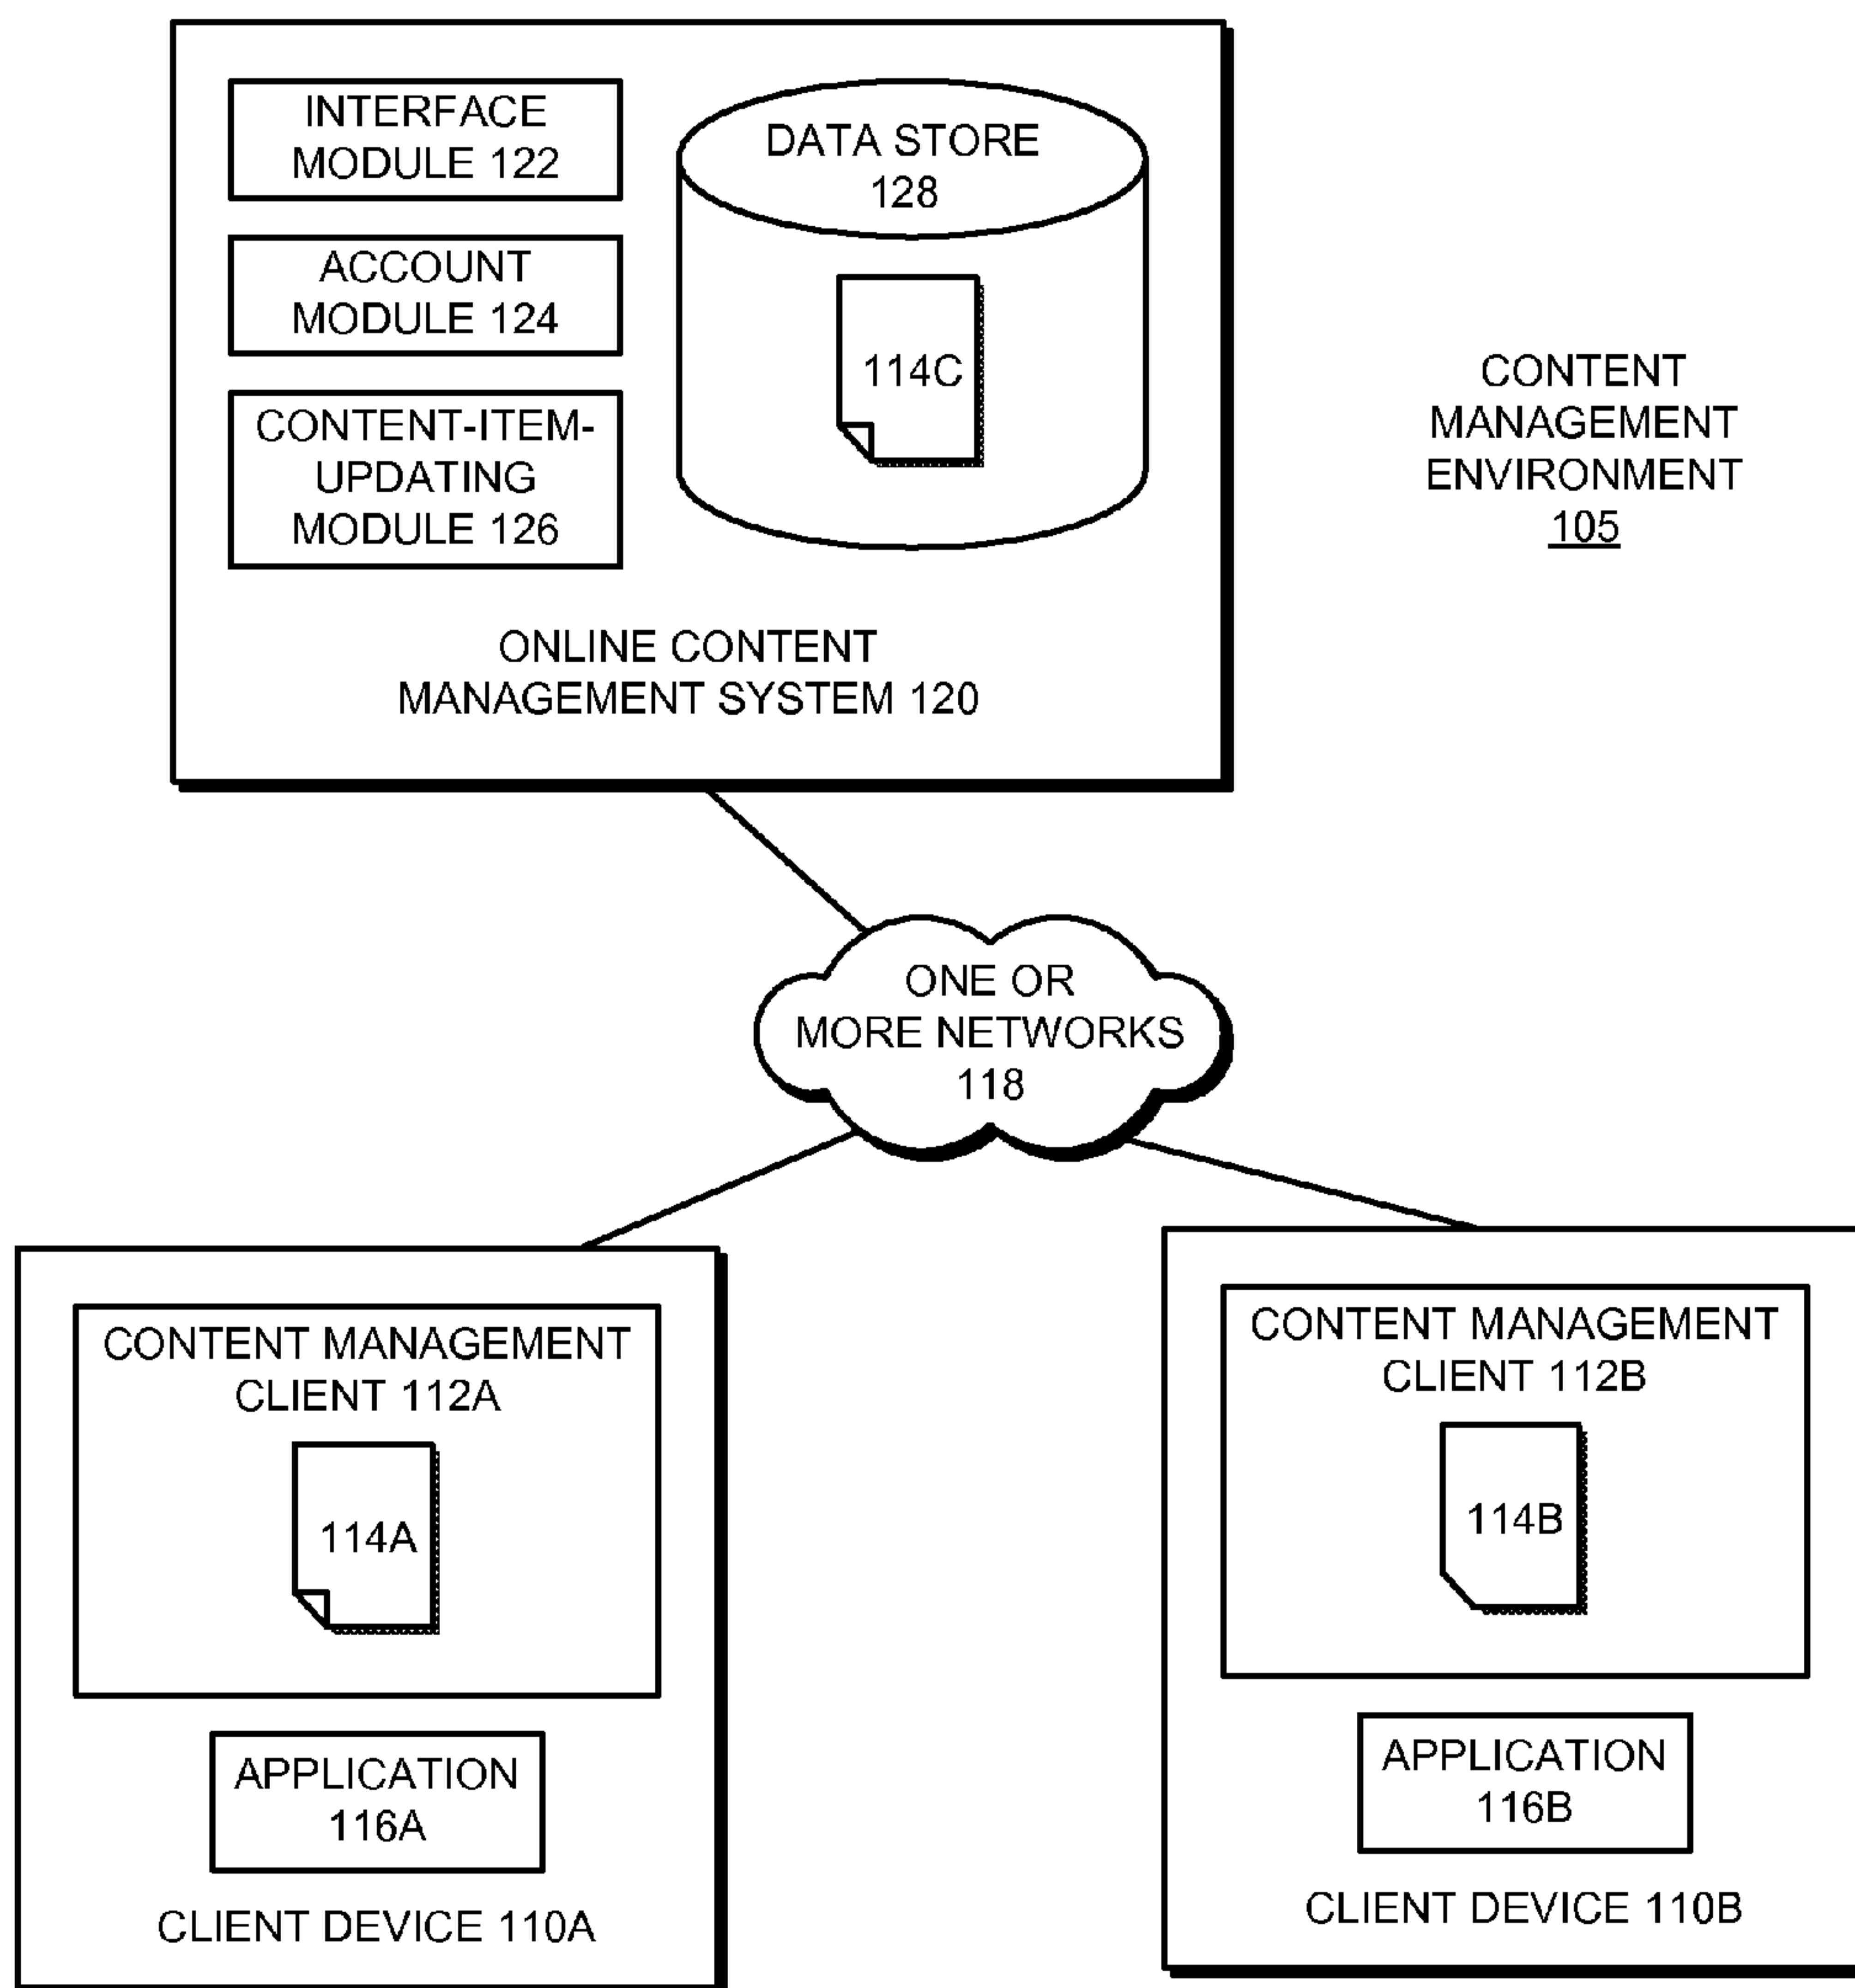 INTERFACE
MODULE 122
ACCOUNT
MODULE 124
CONTENT-ITEM-
UPDATING
MODULE 126
DATA STORE
128
114C
ONLINE CONTENT
MANAGEMENT SYSTEM 120
CONTENT
MANAGEMENT
ENVIRONMENT
105
ONE OR
MORE NETWORKS
118
CONTENT MANAGEMENT
CLIENT 112A
114A
APPLICATION
116A
CLIENT DEVICE 110A
CONTENT MANAGEMENT
CLIENT 112B
114B
APPLICATION
116B
CLIENT DEVICE 110B